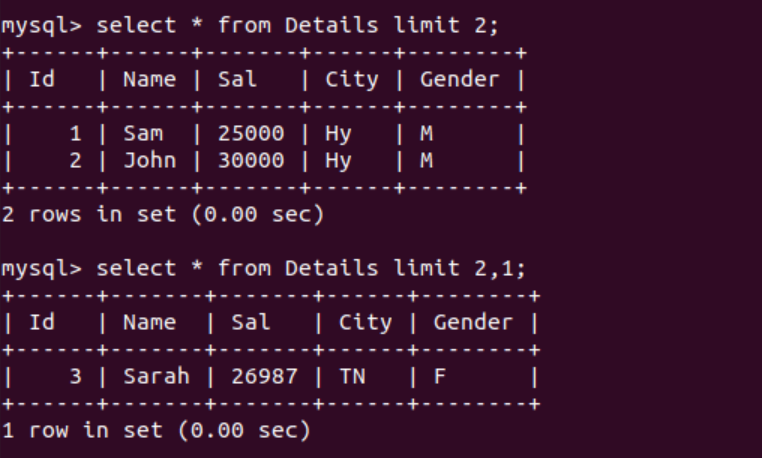 mysql> select * from Details limit 2;
+------+------+-------+------+--------+
| Id   | Name | Sal   | City | Gender |
+------+------+-------+------+--------+
|    1 | Sam  | 25000 | Hy   | M      |
|    2 | John | 30000 | Hy   | M      |
+------+------+-------+------+--------+
2 rows in set (0.00 sec)

mysql> select * from Details limit 2,1;
+------+-------+-------+------+--------+
| Id   | Name  | Sal   | City | Gender |
+------+-------+-------+------+--------+
|    3 | Sarah | 26987 | TN   | F      |
+------+-------+-------+------+--------+
1 row in set (0.00 sec)